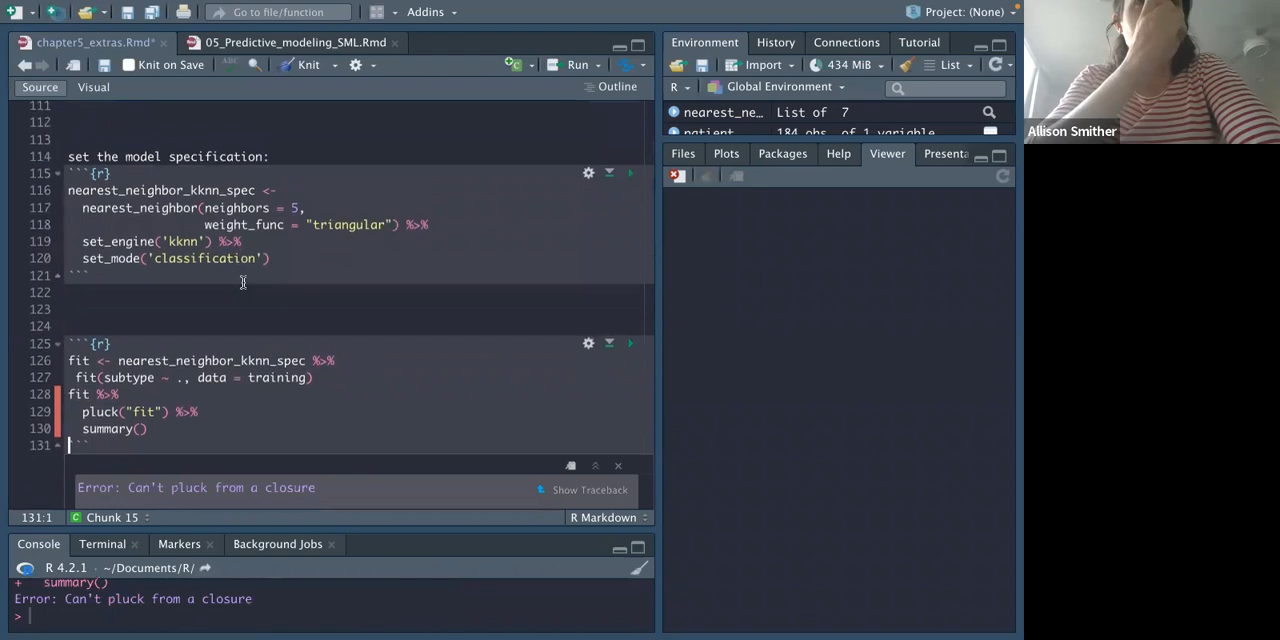 Go to file/function
Addins
Project: (None)
chapter5_extras.Rmd*
05_Predictive_modeling_SML.Rmd
Knit on Save
ABC
Knit
Run
Source
Visual
Outline
111
112
113
114 set the model specification:
115 ```{r}
116 nearest_neighbor_kknn_spec <-
117 nearest_neighbor(neighbors = 5,
118 weight_func = "triangular") %>%
119 set_engine('kknn') %>%
120 set_mode('classification')
121 ```
122
123
124
125 ```{r}
126 fit <- nearest_neighbor_kknn_spec %>%
127 fit(subtype ~ ., data = training)
128 fit %>%
129 pluck("fit") %>%
130 summary()
131 ```
Error: Can't pluck from a closure
Show Traceback
131:1
Chunk 15
R Markdown
Console
Terminal
Markers
Background Jobs
R 4.2.1 · ~/Documents/R/
+ summary()
Error: Can't pluck from a closure
>
Environment
History
Connections
Tutorial
Import
434 MiB
List
R
Global Environment
nearest_ne… List of 7
patient 184 obs. of 1 variable
Files
Plots
Packages
Help
Viewer
Presenta
Allison Smither